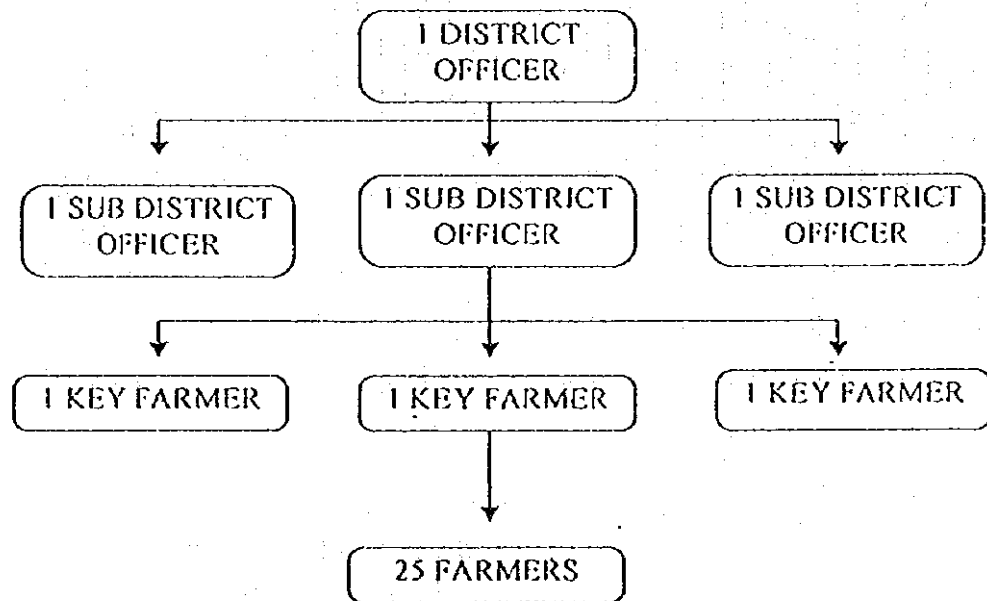 1 DISTRICT
OFFICER
1 SUB DISTRICT
OFFICER
1 SUB DISTRICT
OFFICER
1 SUB DISTRICT
OFFICER
1 KEY FARMER
1 KEY FARMER
1 KEY FARMER
25 FARMERS